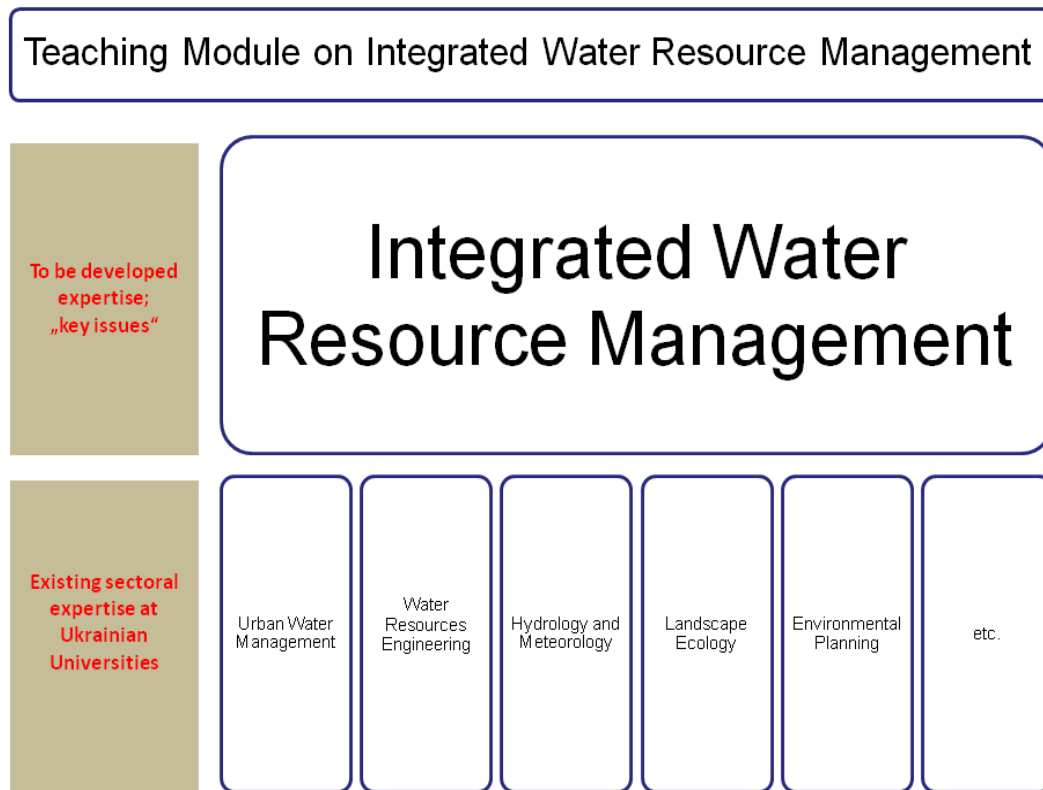 Teaching Module on Integrated Water Resource Management
To be developed
expertise;
„key issues“
Integrated Water
Resource Management
Existing sectoral
expertise at
Ukrainian
Universities
Urban Water
Management
Water
Resources
Engineering
Hydrology and
Meteorology
Landscape
Ecology
Environmental
Planning
etc.